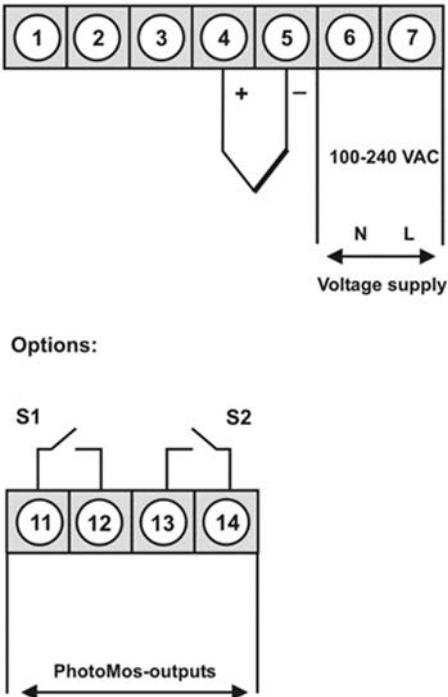 1 2 3 4 5 6 7
+ –
100-240 VAC
N L
Voltage supply
Options:
S1 S2
11 12 13 14
PhotoMos-outputs